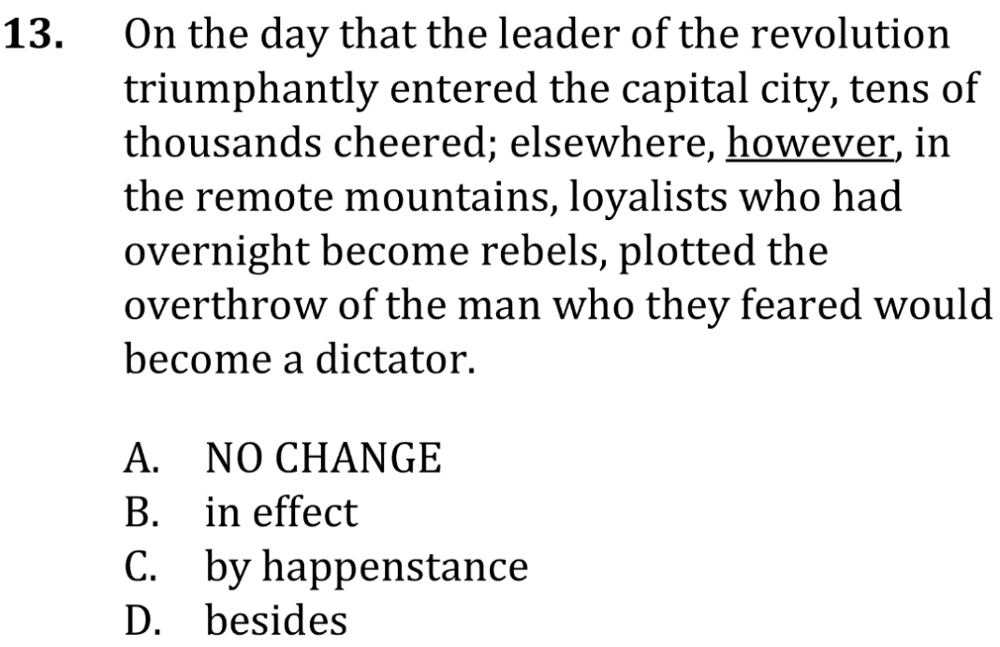 13. On the day that the leader of the revolution
triumphantly entered the capital city, tens of
thousands cheered; elsewhere, however, in
the remote mountains, loyalists who had
overnight become rebels, plotted the
overthrow of the man who they feared would
become a dictator.
A. NO CHANGE
B. in effect
C. by happenstance
D. besides